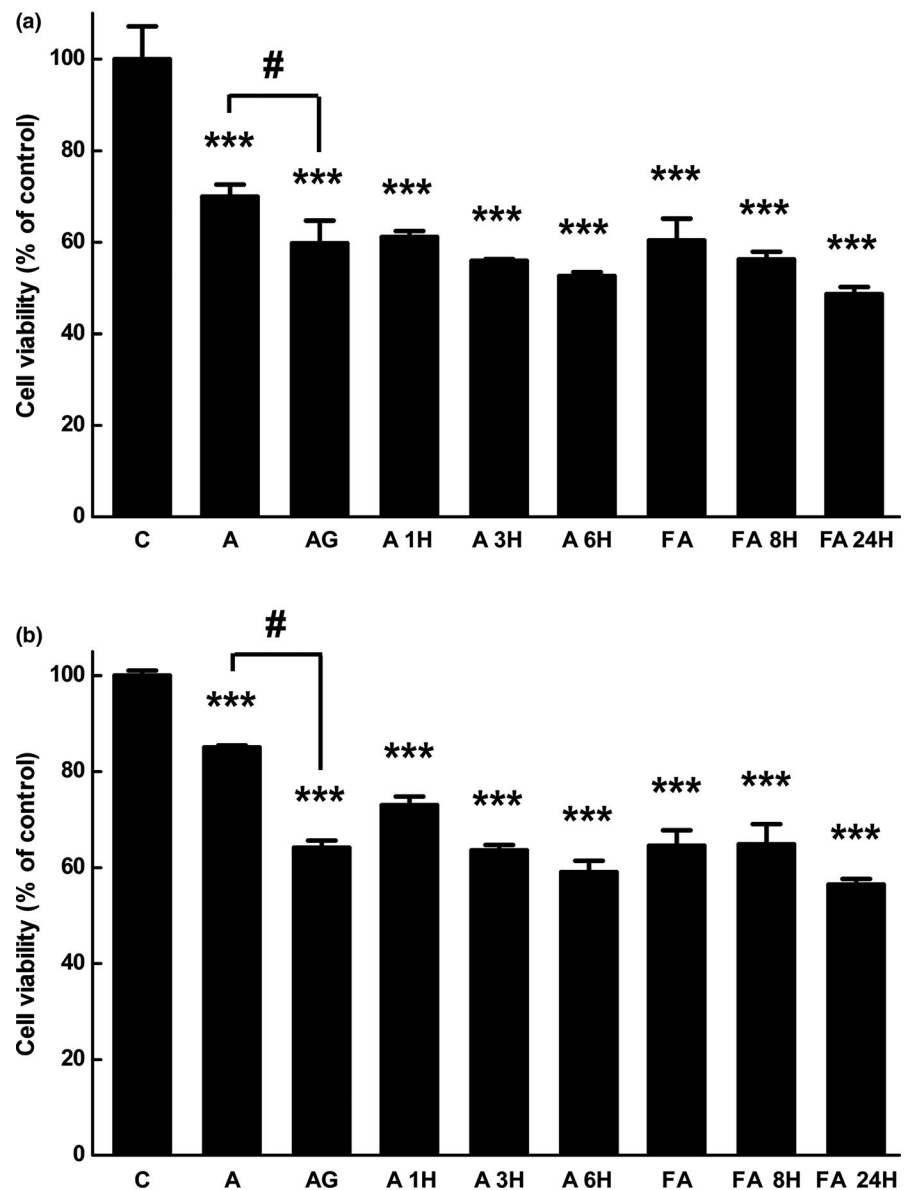 (a)
Cell viability (% of control)
100
80
60
40
20
0
#
*** *** *** *** *** *** *** ***
C A AG A 1H A 3H A 6H FA FA 8H FA 24H
(b)
Cell viability (% of control)
100
80
60
40
20
0
#
*** *** *** *** *** *** *** ***
C A AG A 1H A 3H A 6H FA FA 8H FA 24H